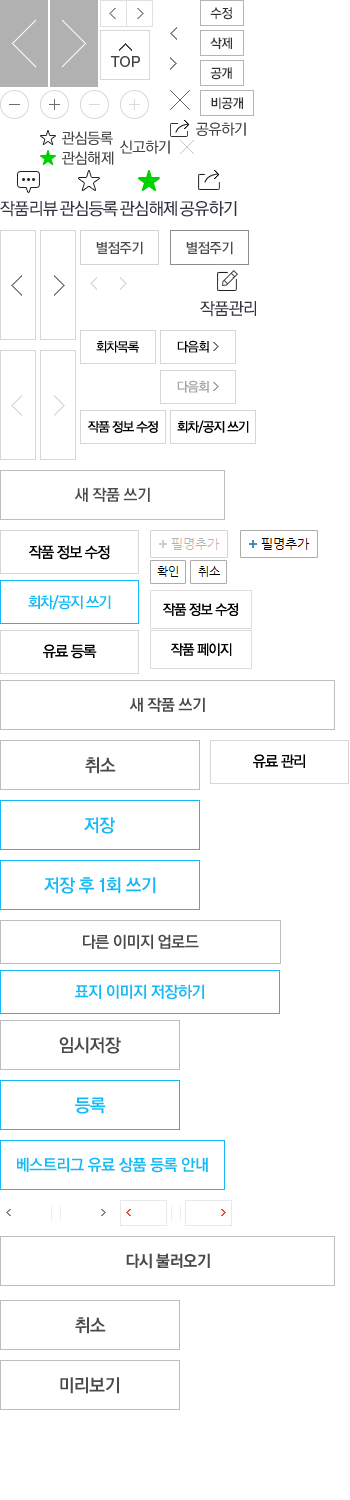 수정
삭제
TOP
공개
비공개
공유하기
관심등록
신고하기
관심해제
작품리뷰 관심등록 관심해제 공유하기
별점주기
별점주기
작품관리
회차목록
다음회
다음회
작품 정보 수정
회차/공지 쓰기
새 작품 쓰기
작품 정보 수정
+ 필명추가
+ 필명추가
확인
취소
회차/공지 쓰기
작품 정보 수정
유료 등록
작품 페이지
새 작품 쓰기
취소
유료 관리
저장
저장 후 1회 쓰기
다른 이미지 업로드
표지 이미지 저장하기
임시저장
등록
베스트리그 유료 상품 등록 안내
다시 불러오기
취소
미리보기